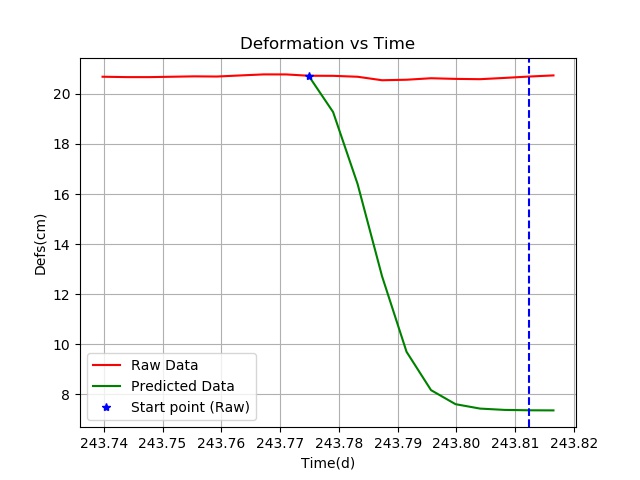 Deformation vs Time
Defs(cm)
20
18
16
14
12
10
8
Raw Data
Predicted Data
Start point (Raw)
243.74 243.75 243.76 243.77 243.78 243.79 243.80 243.81 243.82
Time(d)